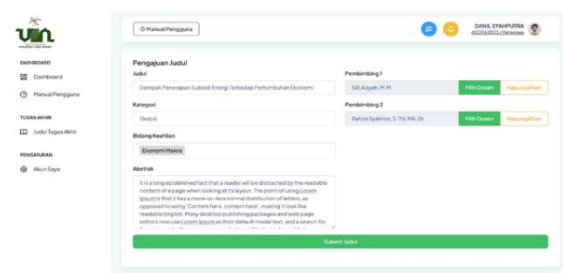 UIN
Manual Pengguna
DANIL SYAHPUTRA
Mahasiswa
DASHBOARD
Dashboard
Manual Pengguna
TUGAS AKHIR
Judul Tugas Akhir
PENGATURAN
Akun Saya
Pengajuan Judul
Judul
Dampak Penerapan Subsidi Energi Terhadap Pertumbuhan Ekonomi
Pembimbing 1
Siti Aisyah, M.M
Pilih Dosen
Hapus pilihan
Kategori
Skripsi
Pembimbing 2
Rahmi Syahriza, S.ThI, MA, Dr
Pilih Dosen
Hapus pilihan
Bidang Keahlian
Ekonomi Makro
Abstrak
It is a long established fact that a reader will be distracted by the readable
content of a page when looking at its layout. The point of using Lorem
Ipsum is that it has a more-or-less normal distribution of letters, as
opposed to using 'Content here, content here', making it look like
readable English. Many desktop publishing packages and web page
editors now use Lorem Ipsum as their default model text, and a search for
Submit Judul